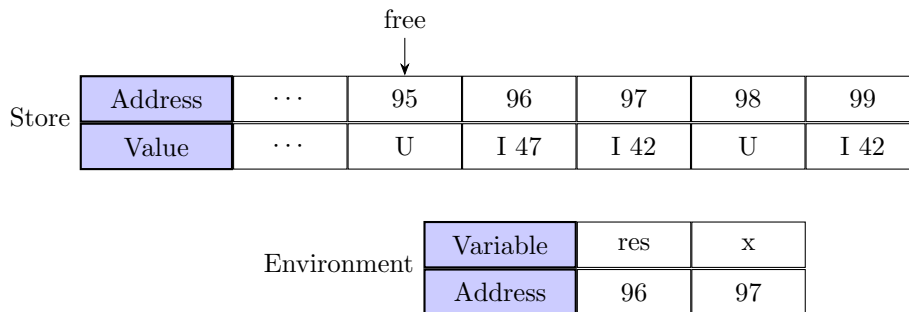 free
Store Address ··· 95 96 97 98 99
Value ··· U I 47 I 42 U I 42
Environment Variable res x
Address 96 97